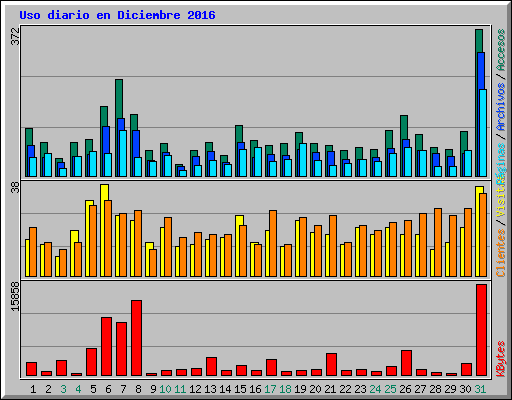 Uso diario en Diciembre 2016
372
38
15858
Clientes / Visitas
Páginas / Archivos / Accesos
KBytes
1 2 3 4 5 6 7 8 9 10 11 12 13 14 15 16 17 18 19 20 21 22 23 24 25 26 27 28 29 30 31